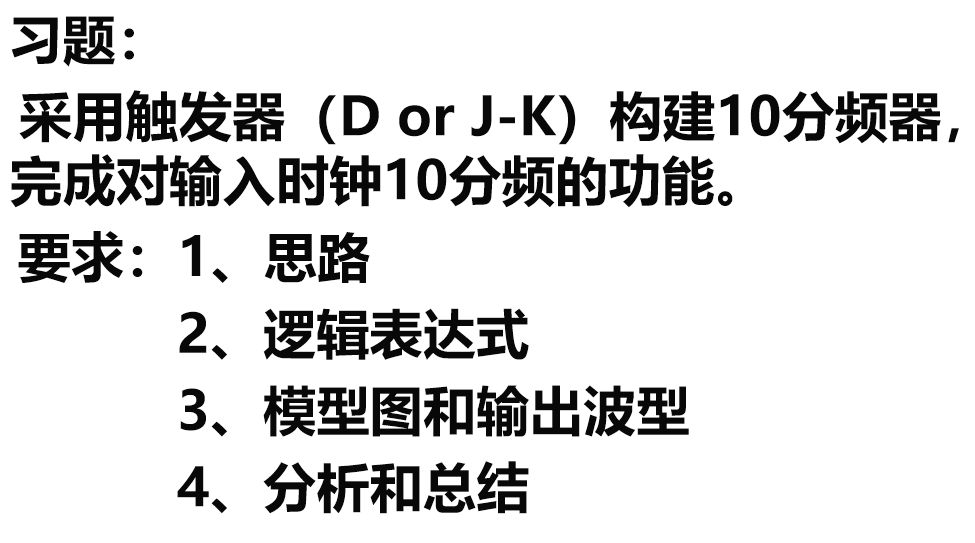 习题：
采用触发器（D or J-K）构建10分频器，
完成对输入时钟10分频的功能。
要求：1、思路
2、逻辑表达式
3、模型图和输出波型
4、分析和总结